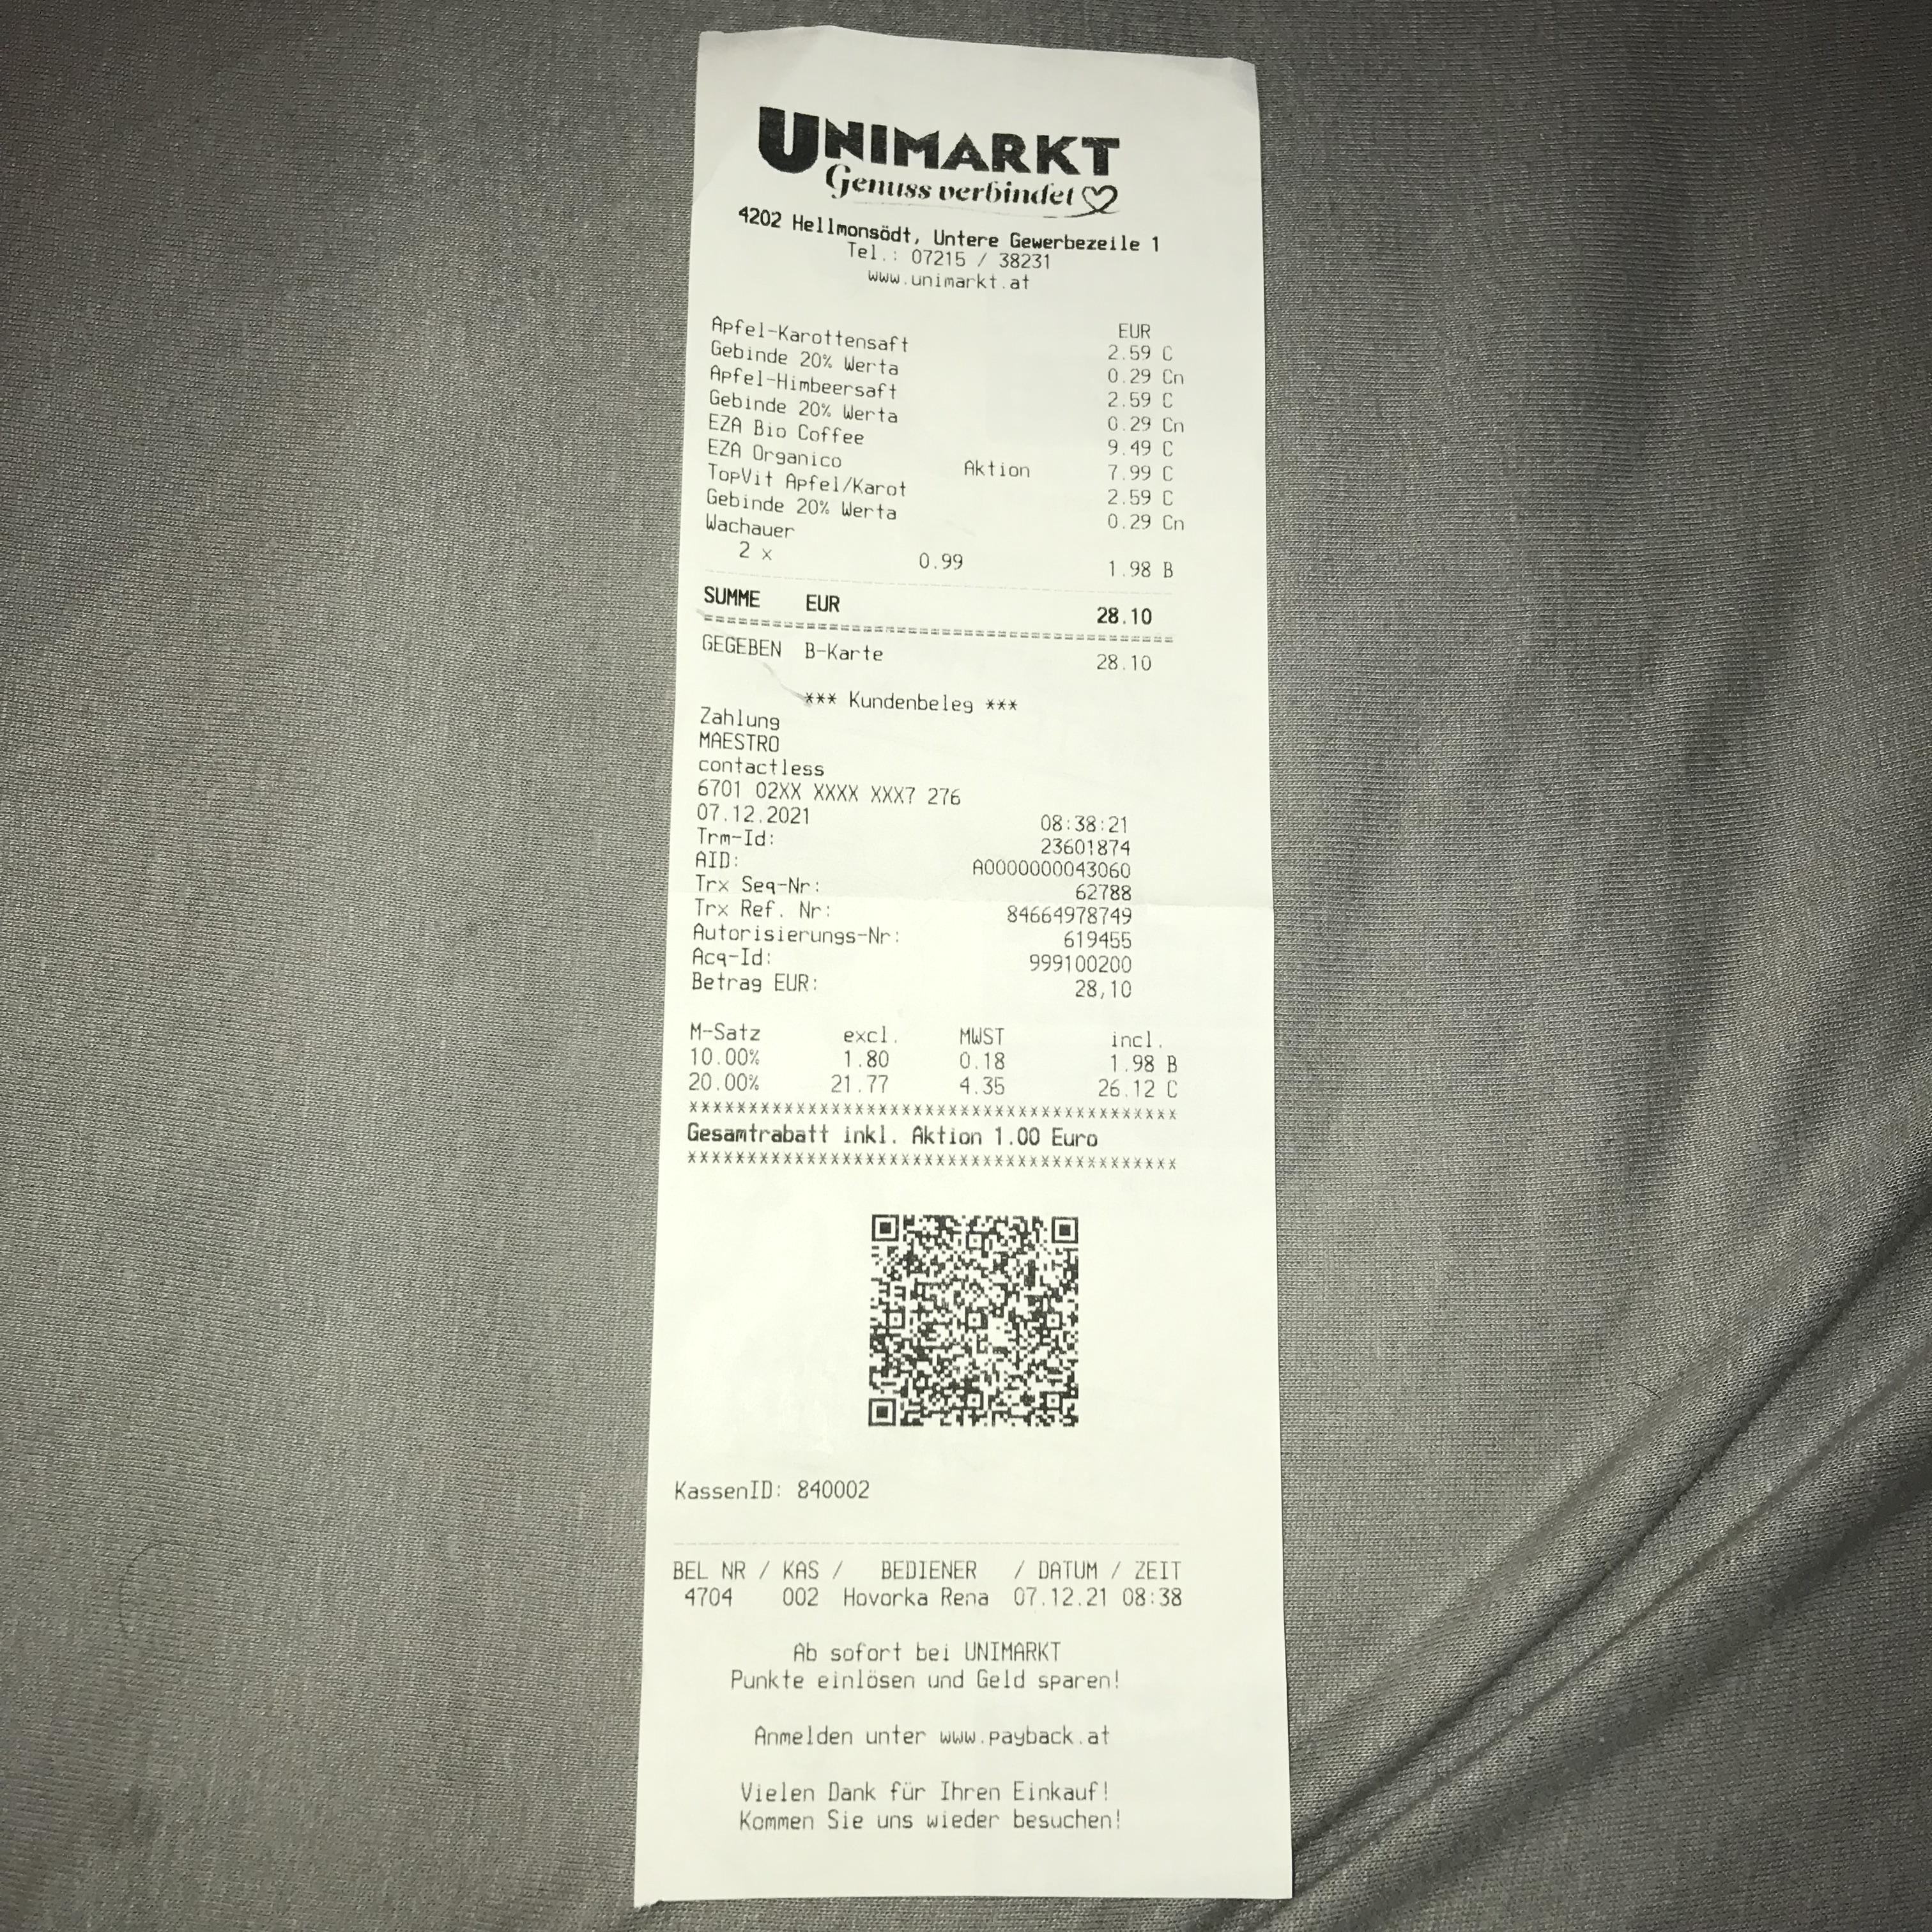 UNIMARKT
Genuss verbindet
4202 Hellmonsödt, Untere Gewerbezeile 1
Tel.: 07215 / 38231
www.unimarkt.at
EUR
Apfel-Karottensaft 2.59 C
Gebinde 20% Werta 0.29 Cn
Apfel-Himbeersaft 2.59 C
Gebinde 20% Werta 0.29 Cn
EZA Bio Coffee 9.49 C
EZA Organico Aktion 7.99 C
TopVit Apfel/Karot 2.59 C
Gebinde 20% Werta 0.29 Cn
Wachauer
2 x 0.99 1.98 B
SUMME EUR 28.10
GEGEBEN B-Karte 28.10
*** Kundenbeleg ***
Zahlung
MAESTRO
contactless
6701 02XX XXXX XXX7 276
07.12.2021 08:38:21
Trm-Id: 23601874
AID: A0000000043060
Trx Seq-Nr: 62788
Trx Ref. Nr: 84664978749
Autorisierungs-Nr: 619455
Acq-Id: 999100200
Betrag EUR: 28,10
M-Satz excl. MWST incl.
10.00% 1.80 0.18 1.98 B
20.00% 21.77 4.35 26.12 C
******************************************
Gesamtrabatt inkl. Aktion 1.00 Euro
******************************************
KassenID: 840002
BEL NR / KAS / BEDIENER / DATUM / ZEIT
4704 002 Hovorka Rena 07.12.21 08:38
Ab sofort bei UNIMARKT
Punkte einlösen und Geld sparen!
Anmelden unter www.payback.at
Vielen Dank für Ihren Einkauf!
Kommen Sie uns wieder besuchen!